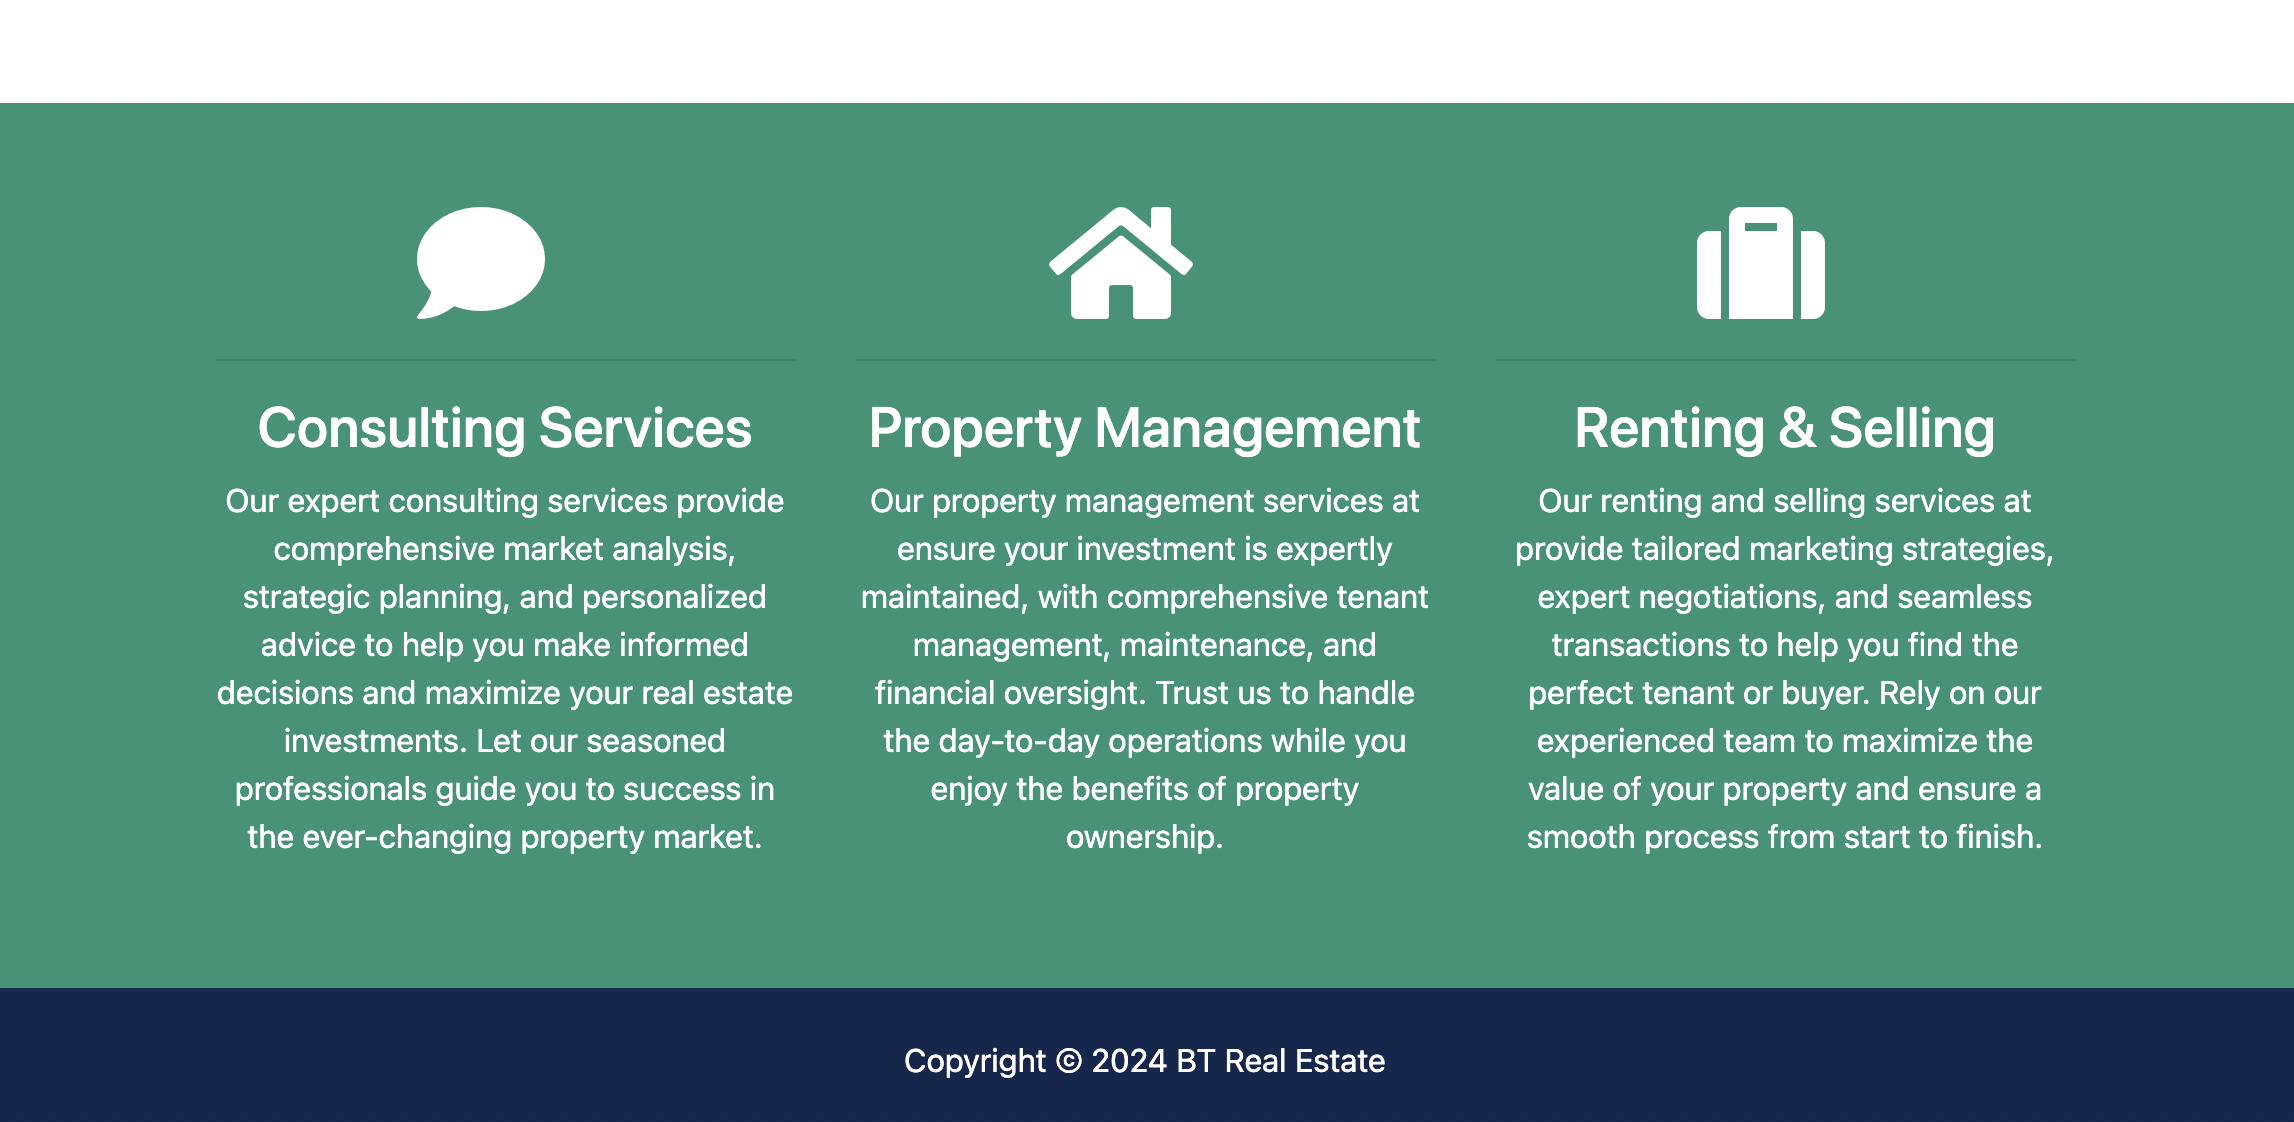 Consulting Services
Our expert consulting services provide
comprehensive market analysis,
strategic planning, and personalized
advice to help you make informed
decisions and maximize your real estate
investments. Let our seasoned
professionals guide you to success in
the ever-changing property market.
Property Management
Our property management services at
ensure your investment is expertly
maintained, with comprehensive tenant
management, maintenance, and
financial oversight. Trust us to handle
the day-to-day operations while you
enjoy the benefits of property
ownership.
Renting & Selling
Our renting and selling services at
provide tailored marketing strategies,
expert negotiations, and seamless
transactions to help you find the
perfect tenant or buyer. Rely on our
experienced team to maximize the
value of your property and ensure a
smooth process from start to finish.
Copyright © 2024 BT Real Estate